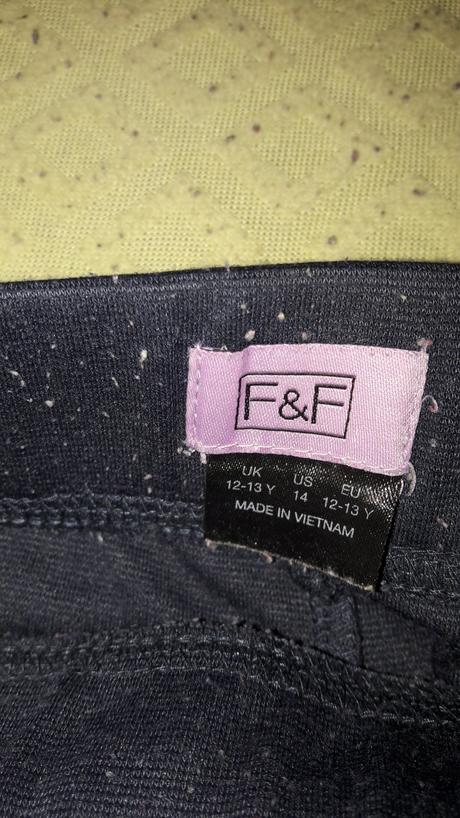 F&F
UK US EU
12-13 Y 14 12-13 Y
MADE IN VIETNAM